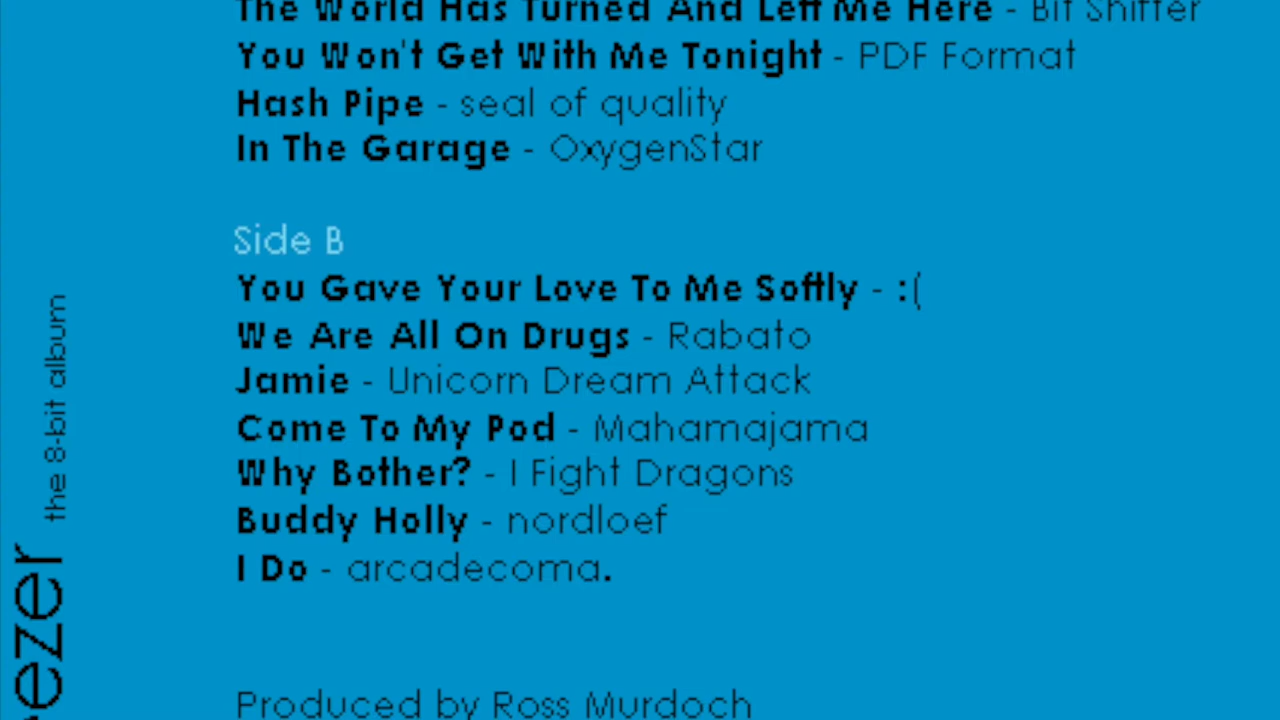 The World Has Turned And Left Me Here - Bit Shifter
You Won't Get With Me Tonight - PDF Format
Hash Pipe - seal of quality
In The Garage - OxygenStar
Side B
You Gave Your Love To Me Softly - :(
We Are All On Drugs - Rabato
Jamie - Unicorn Dream Attack
Come To My Pod - Mahamajama
Why Bother? - I Fight Dragons
Buddy Holly - nordloef
I Do - arcadecoma.
Produced by Ross Murdoch
the 8-bit album
ezer